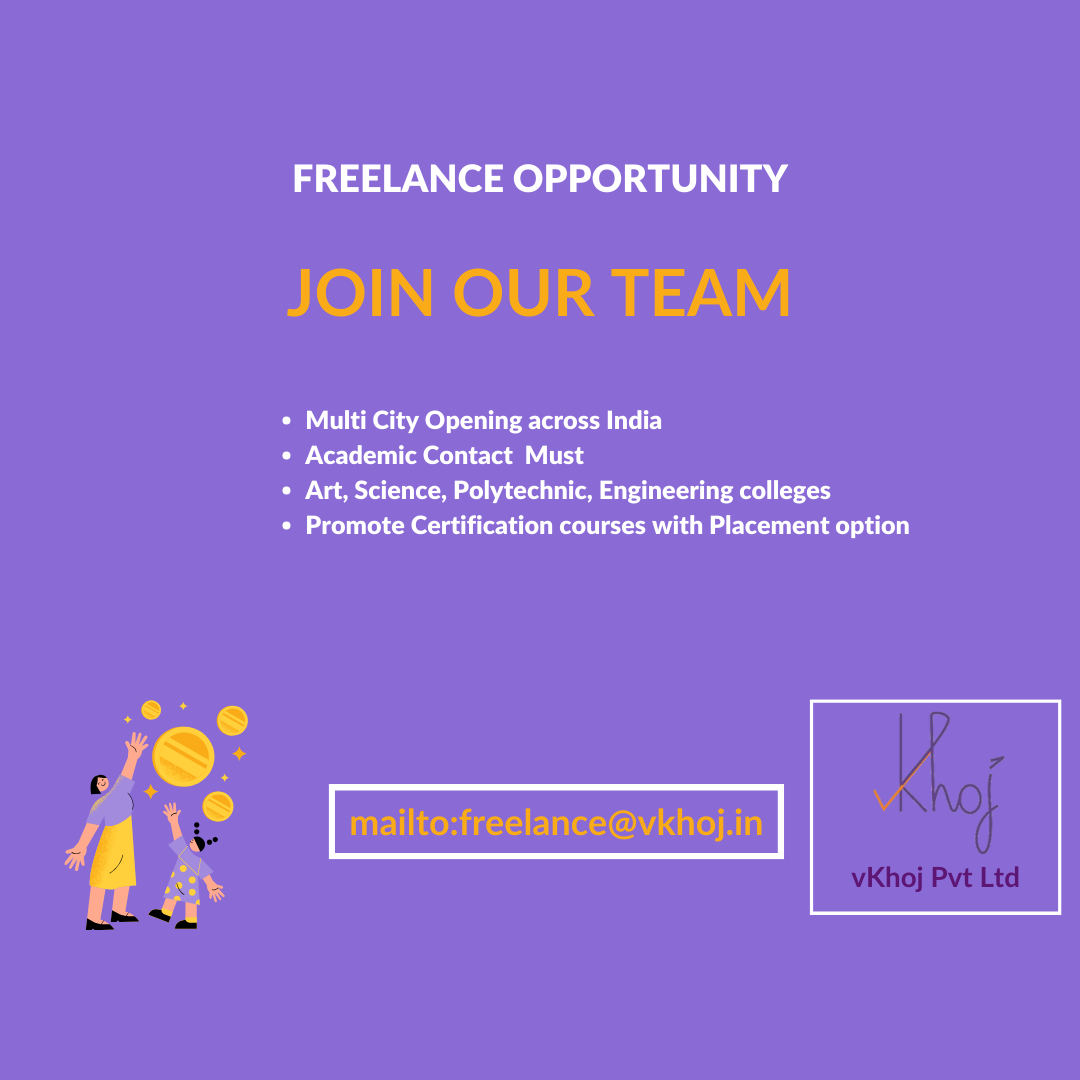 FREELANCE OPPORTUNITY
JOIN OUR TEAM
• Multi City Opening across India
• Academic Contact  Must
• Art, Science, Polytechnic, Engineering colleges
• Promote Certification courses with Placement option
mailto:freelance@vkhoj.in
vKhoj
vKhoj Pvt Ltd